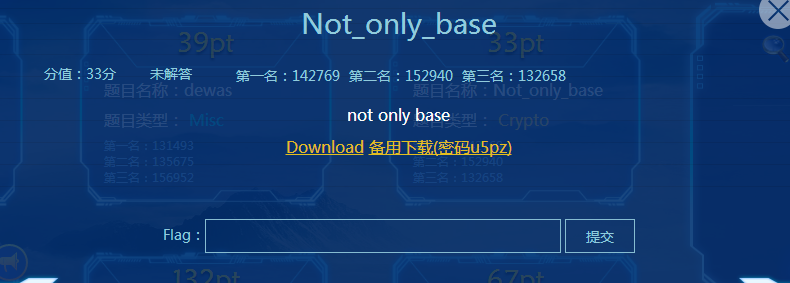 Not_only_base
39pt
33pt
分值：33分 未解答 第一名：142769 第二名：152940 第三名：132658
题目名称：dewas
题目名称：Not_only_base
not only base
题目类型： Misc
题目类型： Crypto
Download 备用下载(密码u5pz)
第一名：131493
第二名：135675
第二名：152940
第三名：156952
第三名：132658
Flag：
提交
132pt
67pt